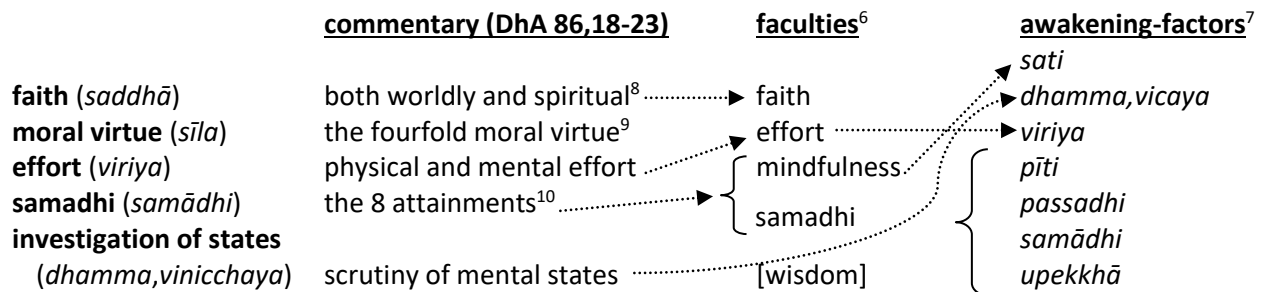 commentary (DhA 86,18-23) faculties⁶ awakening-factors⁷
sati
faith (saddhā) both worldly and spiritual⁸ faith dhamma,vicaya
moral virtue (sīla) the fourfold moral virtue⁹ effort viriya
effort (viriya) physical and mental effort mindfulness pīti
samadhi (samādhi) the 8 attainments¹⁰ samadhi passadhi
investigation of states samādhi
(dhamma,vinicchaya) scrutiny of mental states [wisdom] upekkhā